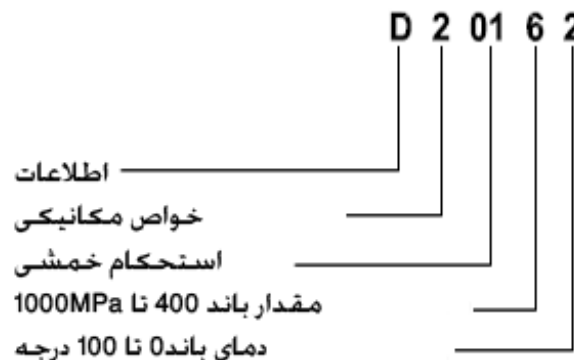 D 2 01 6 2
اطلاعات
خواص مکانیکی
استحکام خمشی
مقدار باند 400 تا 1000MPa
دمای باند0 تا 100 درجه